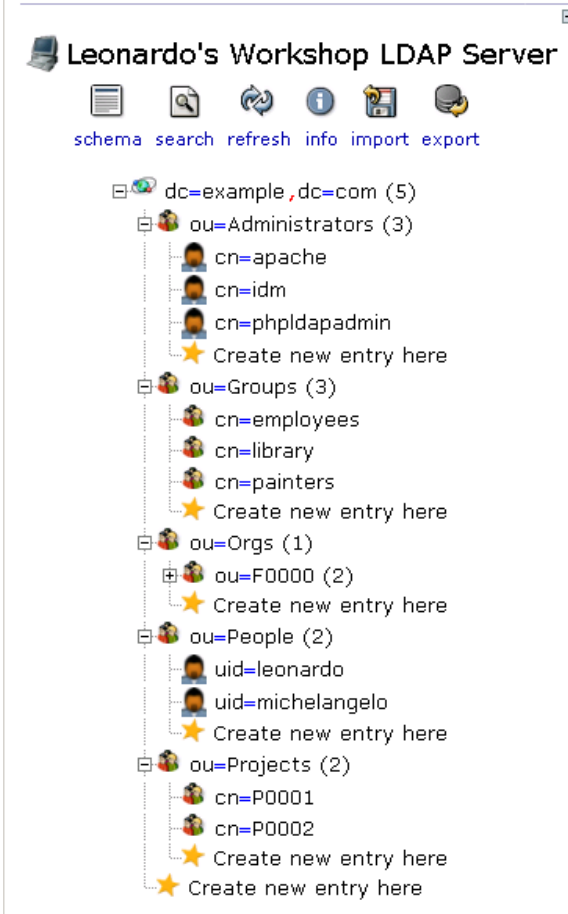 Leonardo's Workshop LDAP Server
schema search refresh info import export
dc=example,dc=com (5)
ou=Administrators (3)
cn=apache
cn=idm
cn=phpldapadmin
Create new entry here
ou=Groups (3)
cn=employees
cn=library
cn=painters
Create new entry here
ou=Orgs (1)
ou=F0000 (2)
Create new entry here
ou=People (2)
uid=leonardo
uid=michelangelo
Create new entry here
ou=Projects (2)
cn=P0001
cn=P0002
Create new entry here
Create new entry here